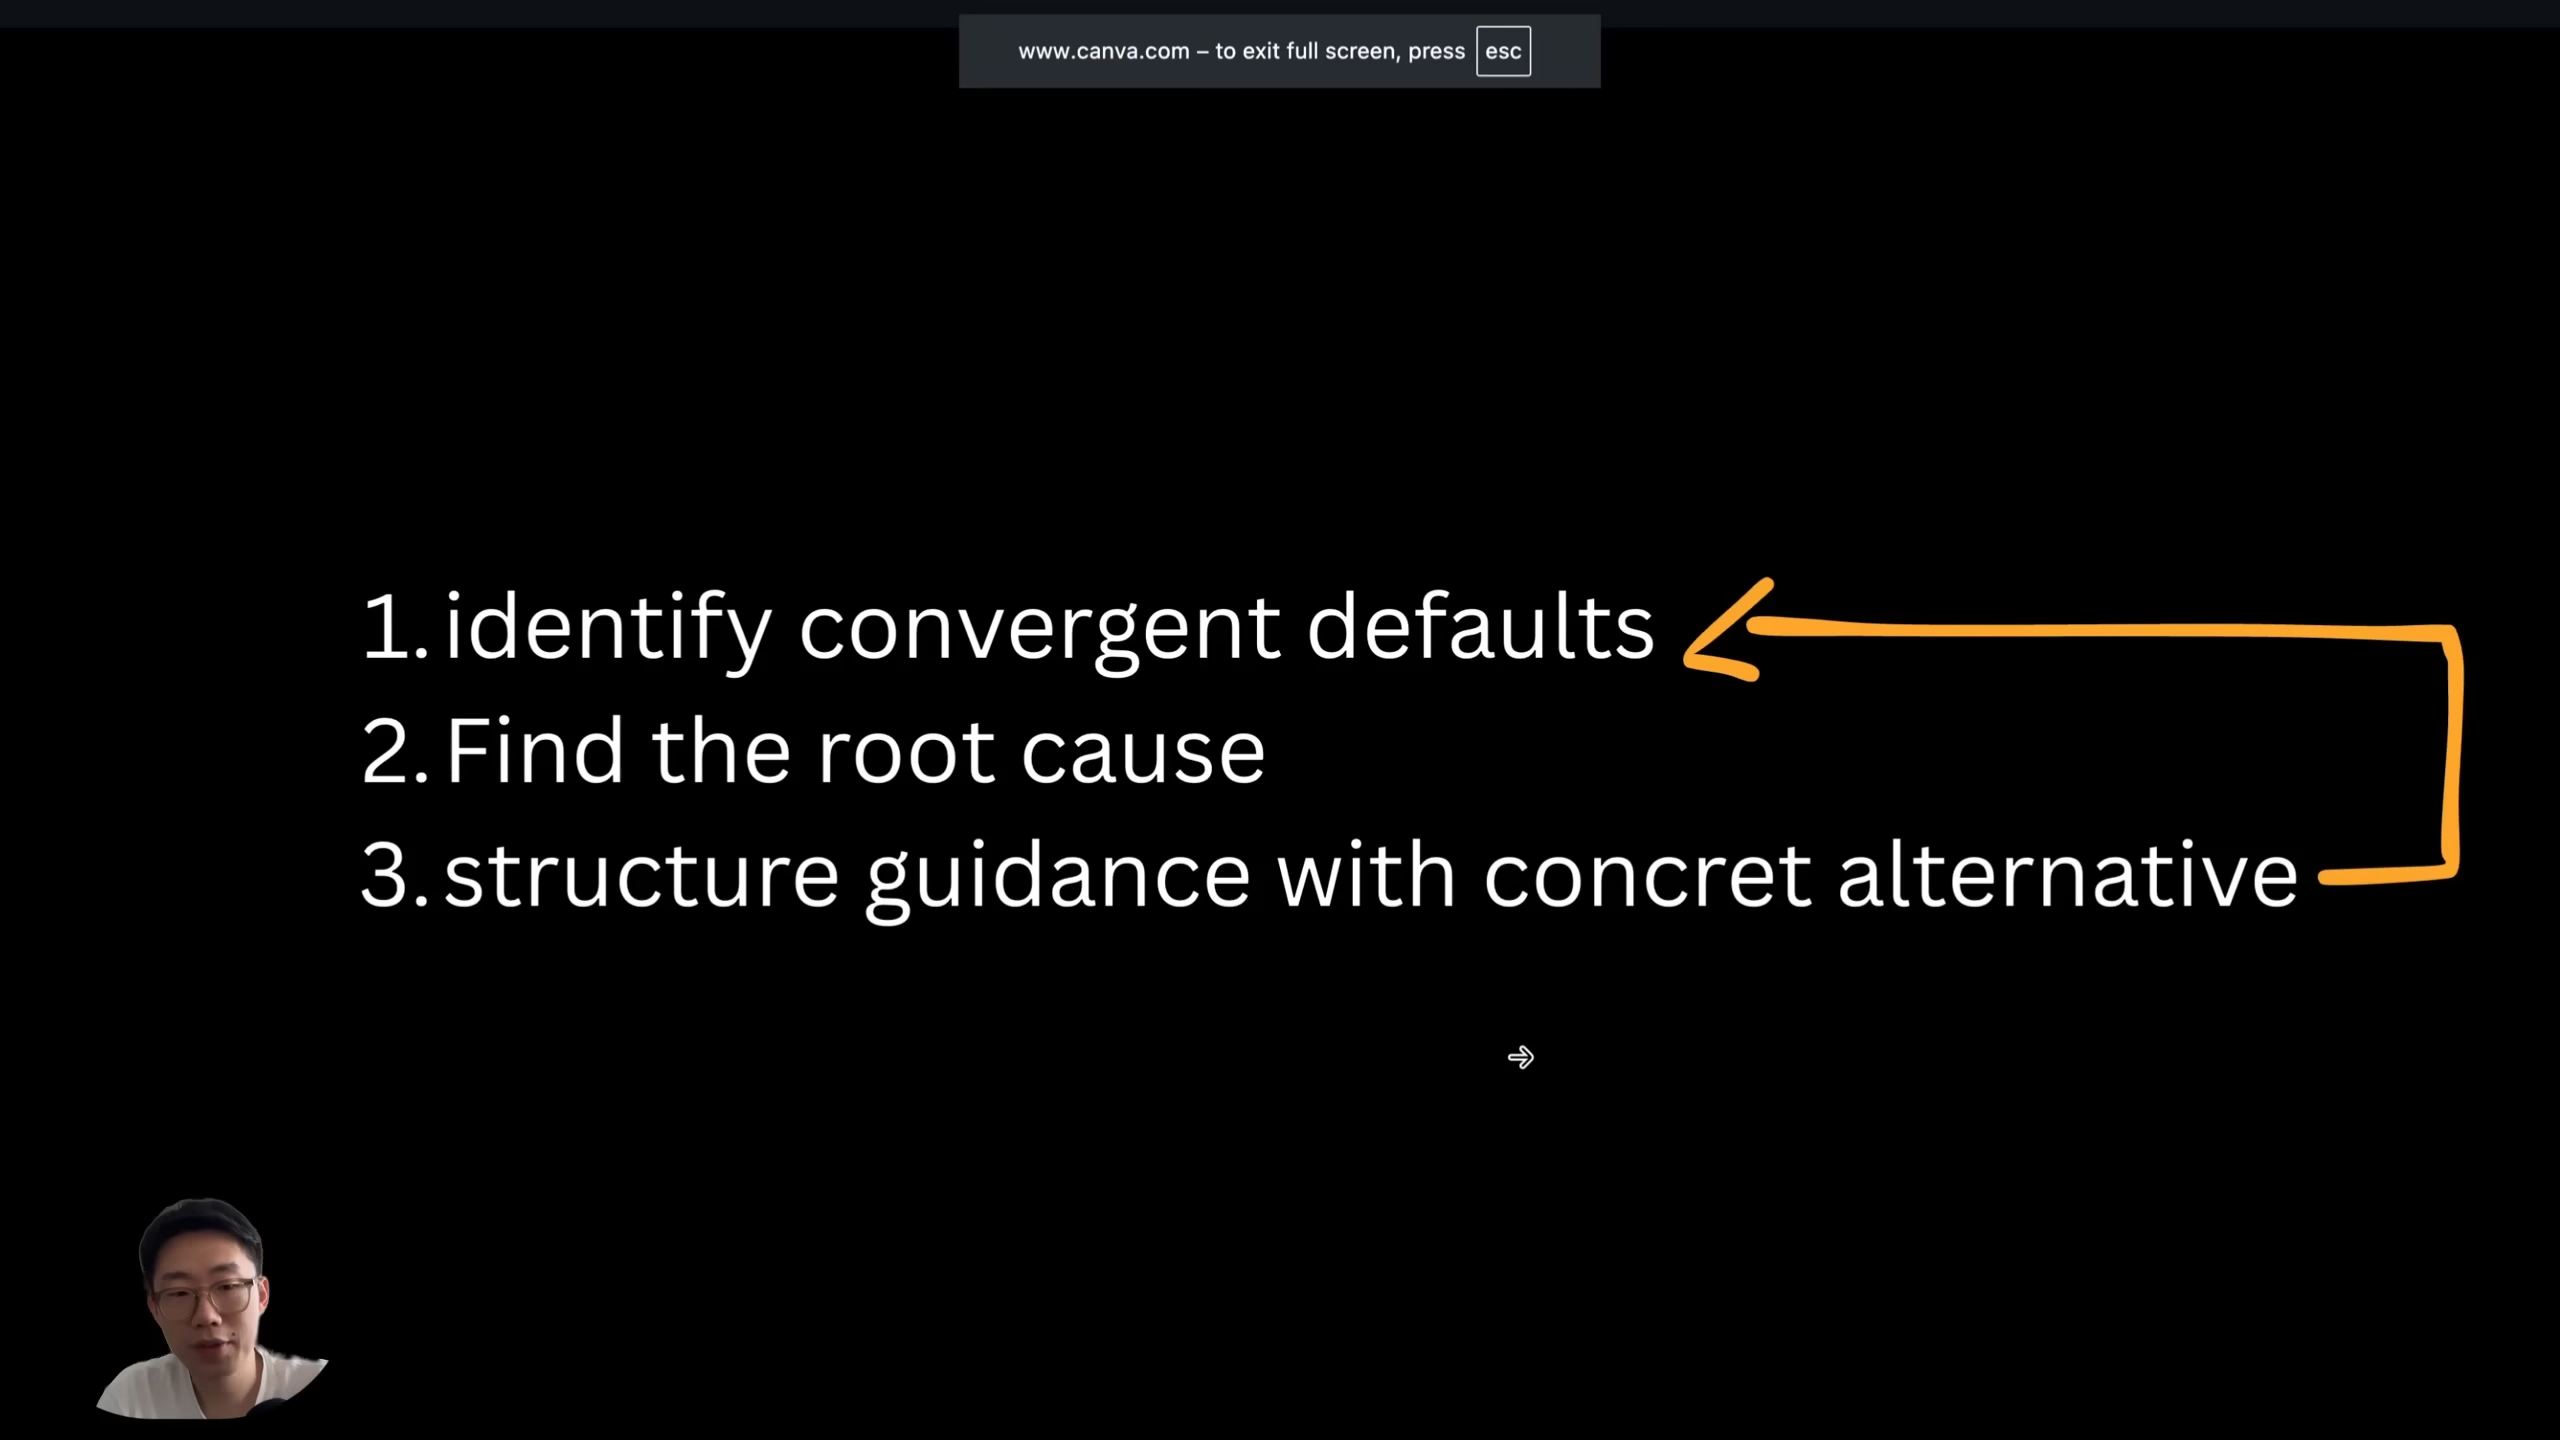 www.canva.com – to exit full screen, press esc
1. identify convergent defaults
2. Find the root cause
3. structure guidance with concret alternative